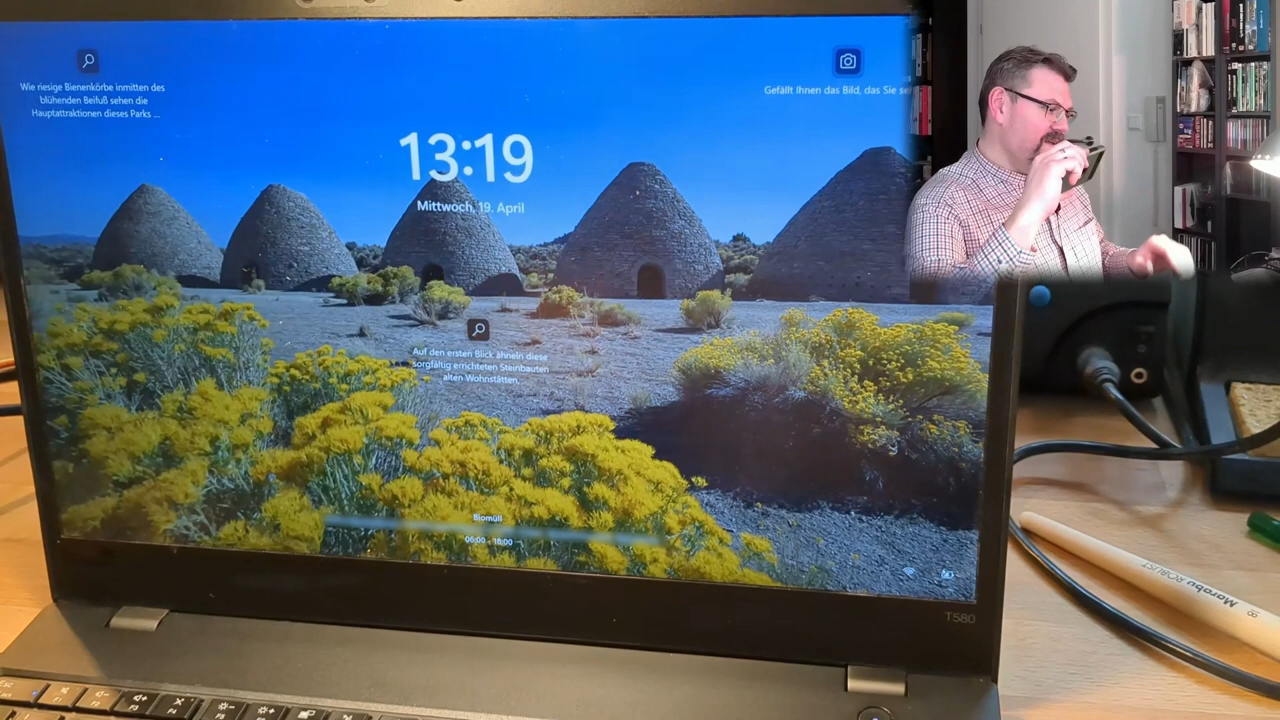 Wie riesige Bienenkörbe inmitten des
blühenden Beifuß sehen die
Hauptattraktionen dieses Parks ...
Gefällt Ihnen das Bild, das Sie
13:19
Mittwoch, 19. April
Auf den ersten Blick ähneln diese
sorgfältig errichteten Steinbauten
alten Wohnstätten.
Biomüll
06:00 - 18:00
T580
Marabu ROBUST 8